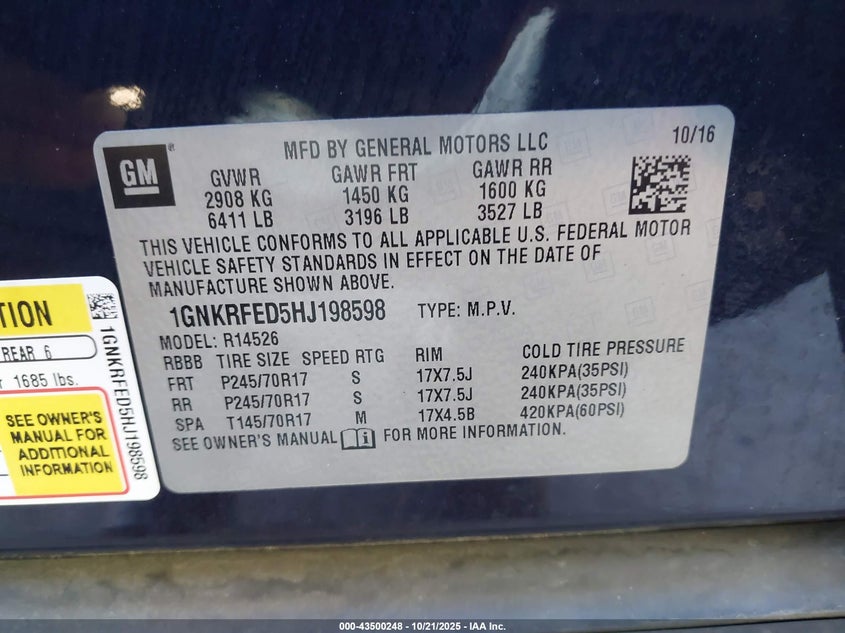 MFD BY GENERAL MOTORS LLC
10/16
GM
GVWR GAWR FRT GAWR RR
2908 KG 1450 KG 1600 KG
6411 LB 3196 LB 3527 LB
THIS VEHICLE CONFORMS TO ALL APPLICABLE U.S. FEDERAL MOTOR
VEHICLE SAFETY STANDARDS IN EFFECT ON THE DATE OF
MANUFACTURE SHOWN ABOVE.
1GNKRFED5HJ198598 TYPE: M.P.V.
MODEL: R14526
RBBB TIRE SIZE SPEED RTG RIM COLD TIRE PRESSURE
FRT P245/70R17 S 17X7.5J 240KPA(35PSI)
RR P245/70R17 S 17X7.5J 240KPA(35PSI)
SPA T145/70R17 M 17X4.5B 420KPA(60PSI)
SEE OWNER'S MANUAL i FOR MORE INFORMATION.
REAR 6
1685 lbs.
SEE OWNER'S
MANUAL FOR
ADDITIONAL
INFORMATION
1GNKRFED5HJ198598
000-43500248 - 10/21/2025 - IAA Inc.